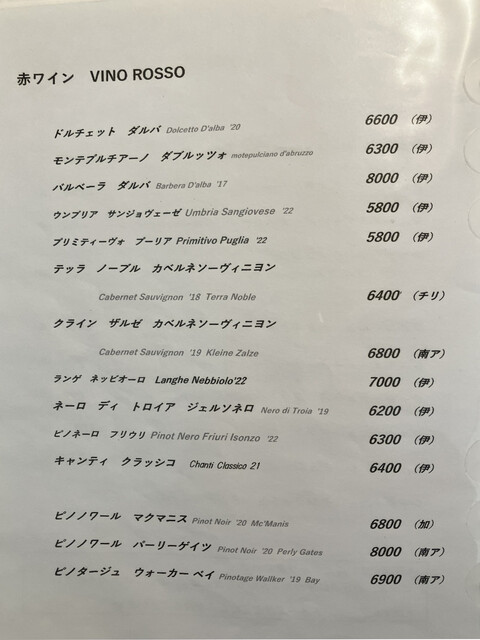 赤ワイン VINO ROSSO
ドルチェット ダルバ Dolcetto D'alba '20 6600 (伊)
モンテプルチアーノ ダブルッツォ motepulciano d'abruzzo 6300 (伊)
バルベーラ ダルバ Barbera D'alba '17 8000 (伊)
ウンブリア サンジョヴェーゼ Umbria Sangiovese '22 5800 (伊)
プリミティーヴォ プーリア Primitivo Puglia '22 5800 (伊)
テッラ ノーブル カベルネソーヴィニヨン
Cabernet Sauvignon '18 Terra Noble 6400 (チリ)
クライン ザルゼ カベルネソーヴィニヨン
Cabernet Sauvignon '19 Kleine Zalze 6800 (南ア)
ランゲ ネッビオーロ Langhe Nebbiolo'22 7000 (伊)
ネーロ ディ トロイア ジェルソネロ Nero di Troia '19 6200 (伊)
ピノネーロ フリウリ Pinot Nero Friuri Isonzo '22 6300 (伊)
キャンティ クラッシコ Chanti Classico 21 6400 (伊)
ピノノワール マクマニス Pinot Noir '20 Mc'Manis 6800 (加)
ピノノワール パーリーゲイツ Pinot Noir '20 Perly Gates 8000 (南ア)
ピノタージュ ウォーカー ベイ Pinotage Wallker '19 Bay 6900 (南ア)